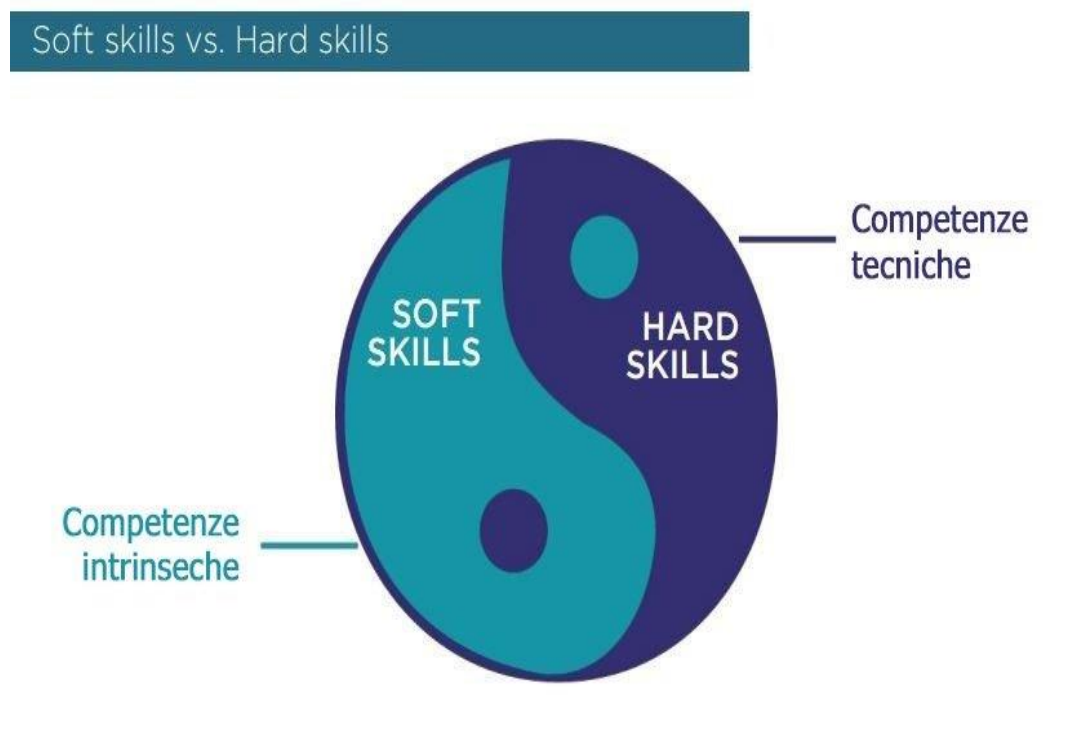 Soft skills vs. Hard skills
Competenze
tecniche
SOFT
SKILLS
HARD
SKILLS
Competenze
intrinseche